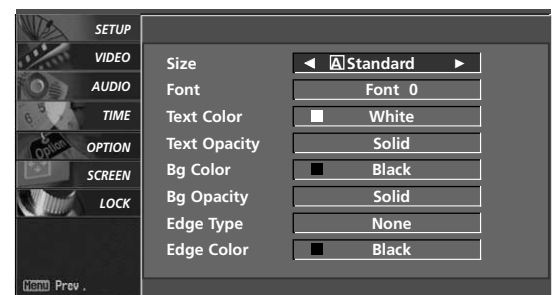 SETUP
VIDEO
AUDIO
TIME
OPTION
SCREEN
LOCK
Menu Prev.
Size ◄ A Standard ►
Font Font 0
Text Color White
Text Opacity Solid
Bg Color Black
Bg Opacity Solid
Edge Type None
Edge Color Black
Option